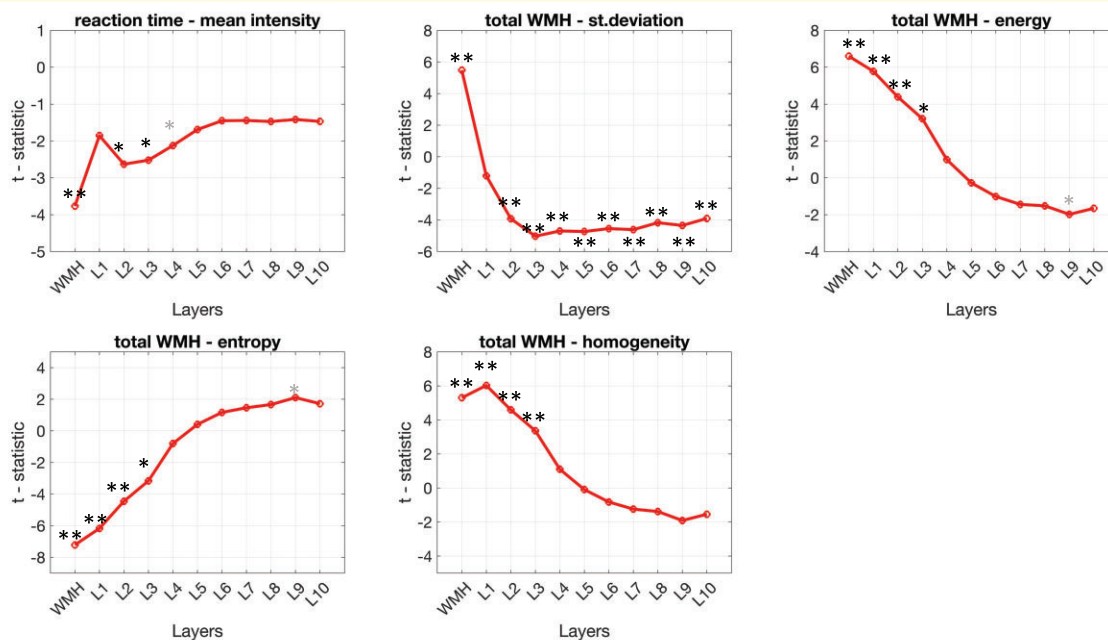 reaction time - mean intensity
t - statistic
1
0
-1
-2
-3
-4
-5
** * * *
WMH L1 L2 L3 L4 L5 L6 L7 L8 L9 L10
Layers
total WMH - st.deviation
t - statistic
8
6
4
2
0
-2
-4
-6
** ** ** ** ** ** ** ** ** **
WMH L1 L2 L3 L4 L5 L6 L7 L8 L9 L10
Layers
total WMH - energy
t - statistic
8
6
4
2
0
-2
-4
** ** ** * *
WMH L1 L2 L3 L4 L5 L6 L7 L8 L9 L10
Layers
total WMH - entropy
t - statistic
4
2
0
-2
-4
-6
-8
** ** ** * *
WMH L1 L2 L3 L4 L5 L6 L7 L8 L9 L10
Layers
total WMH - homogeneity
t - statistic
8
6
4
2
0
-2
-4
** ** ** **
WMH L1 L2 L3 L4 L5 L6 L7 L8 L9 L10
Layers